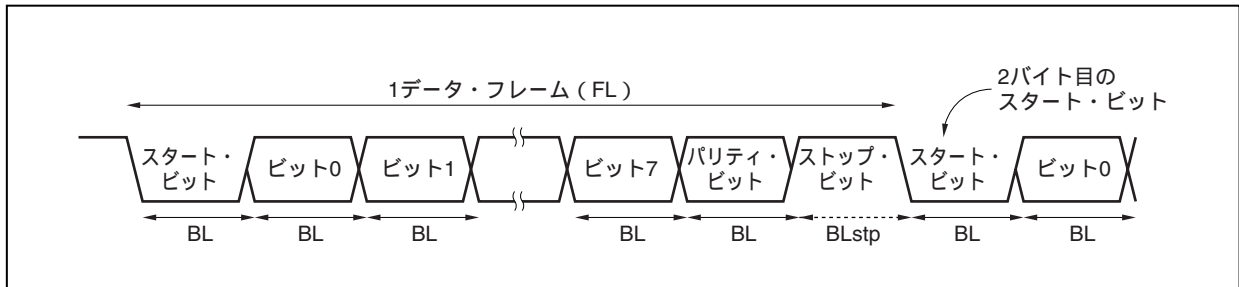 1データ・フレーム（FL）
2バイト目の
スタート・ビット
スタート・
ビット
ビット0
ビット1
ビット7
パリティ・
ビット
ストップ・
ビット
スタート・
ビット
ビット0
BL
BL
BL
BL
BL
BLstp
BL
BL